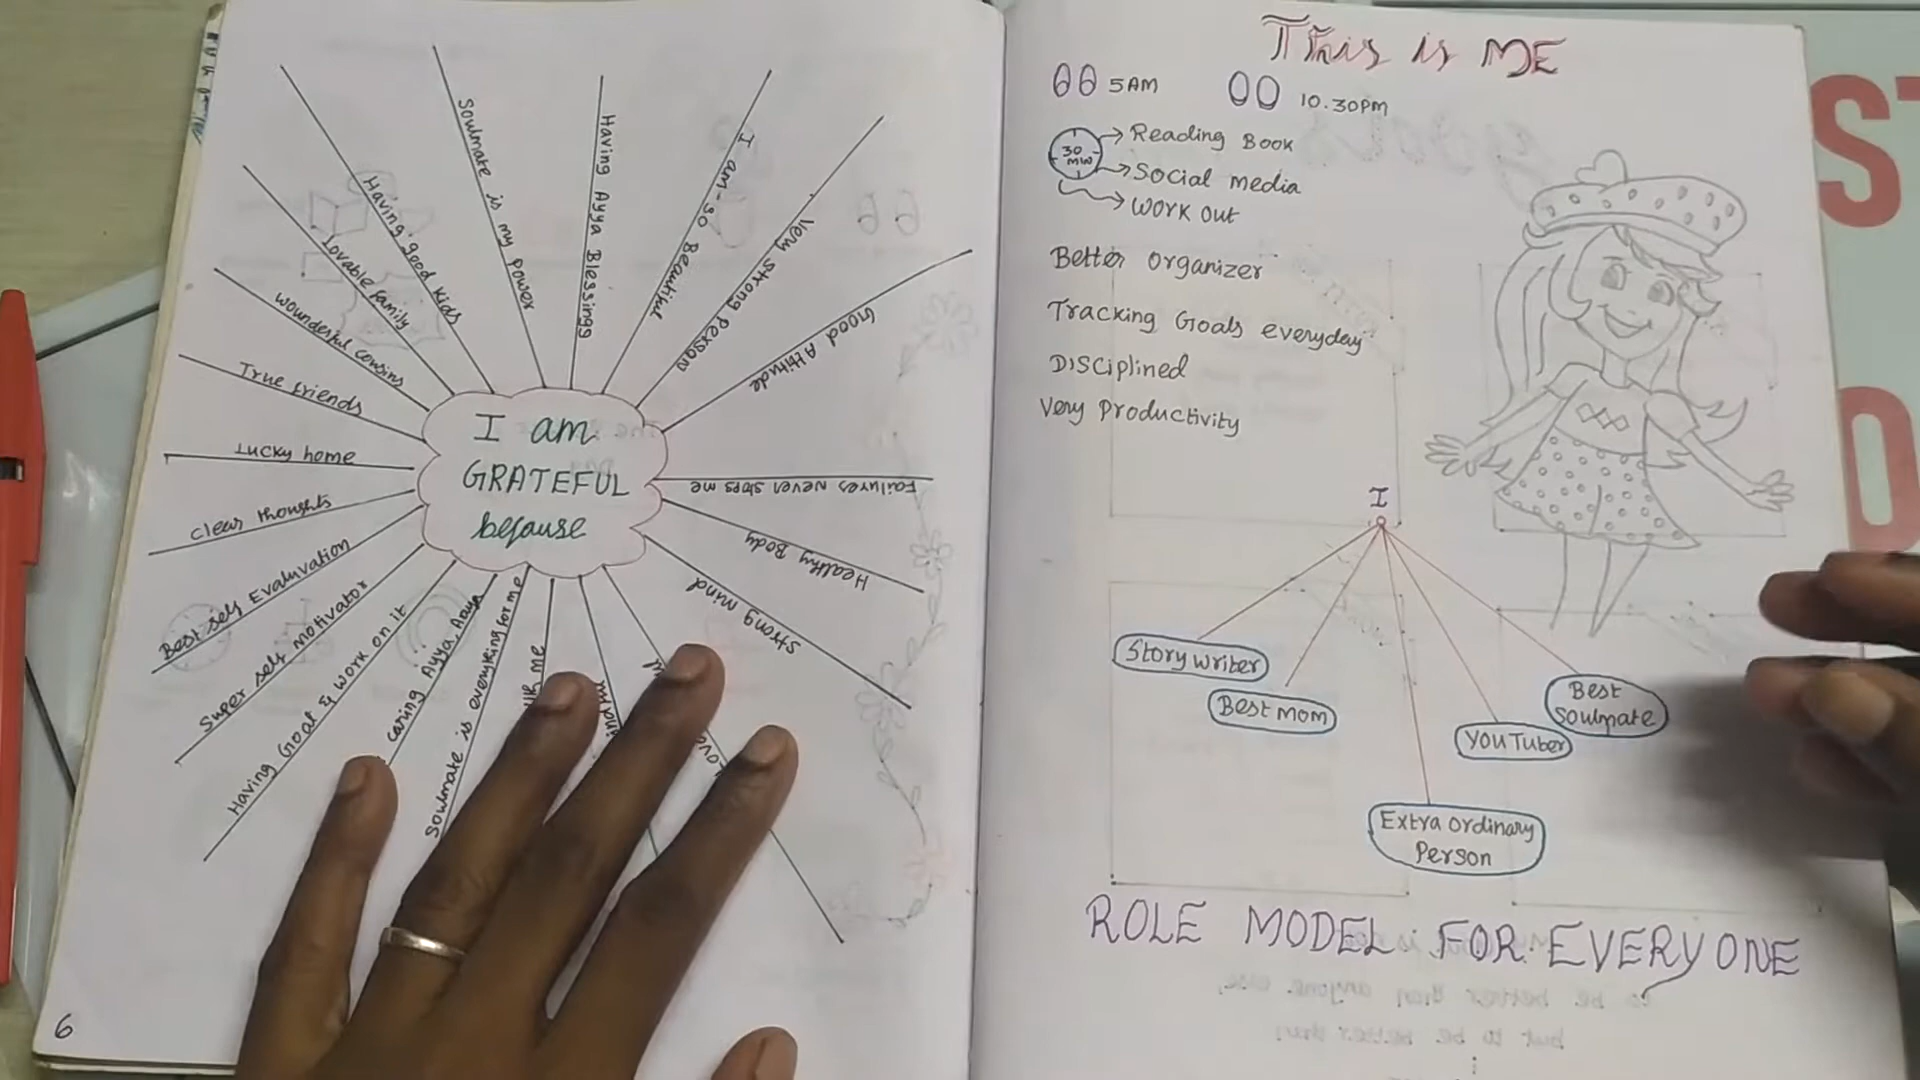 I am
GRATEFUL
because
Lucky home
True friends
wounderful cousins
Lovable family
Having good kids
Soulmate is my power
Having Ayya Blessings
I am so Beautiful
Very strong person
Good Attitude
Failures never stops me
Healthy Body
Strong mind
me
Soulmate is everything for me
caring Ayya,
Having Goal & work on it
Super self motivator
Best self Evaluvation
clear thoughts
6
This is ME
5AM
10.30PM
30
MIN
Reading Book
Social media
WORK OUT
Better organizer
Tracking Goals everyday
Disciplined
Very Productivity
I
Story writer
Best mom
Extra ordinary
Person
YOUTuber
Best
Soulmate
ROLE MODEL FOR EVERYONE